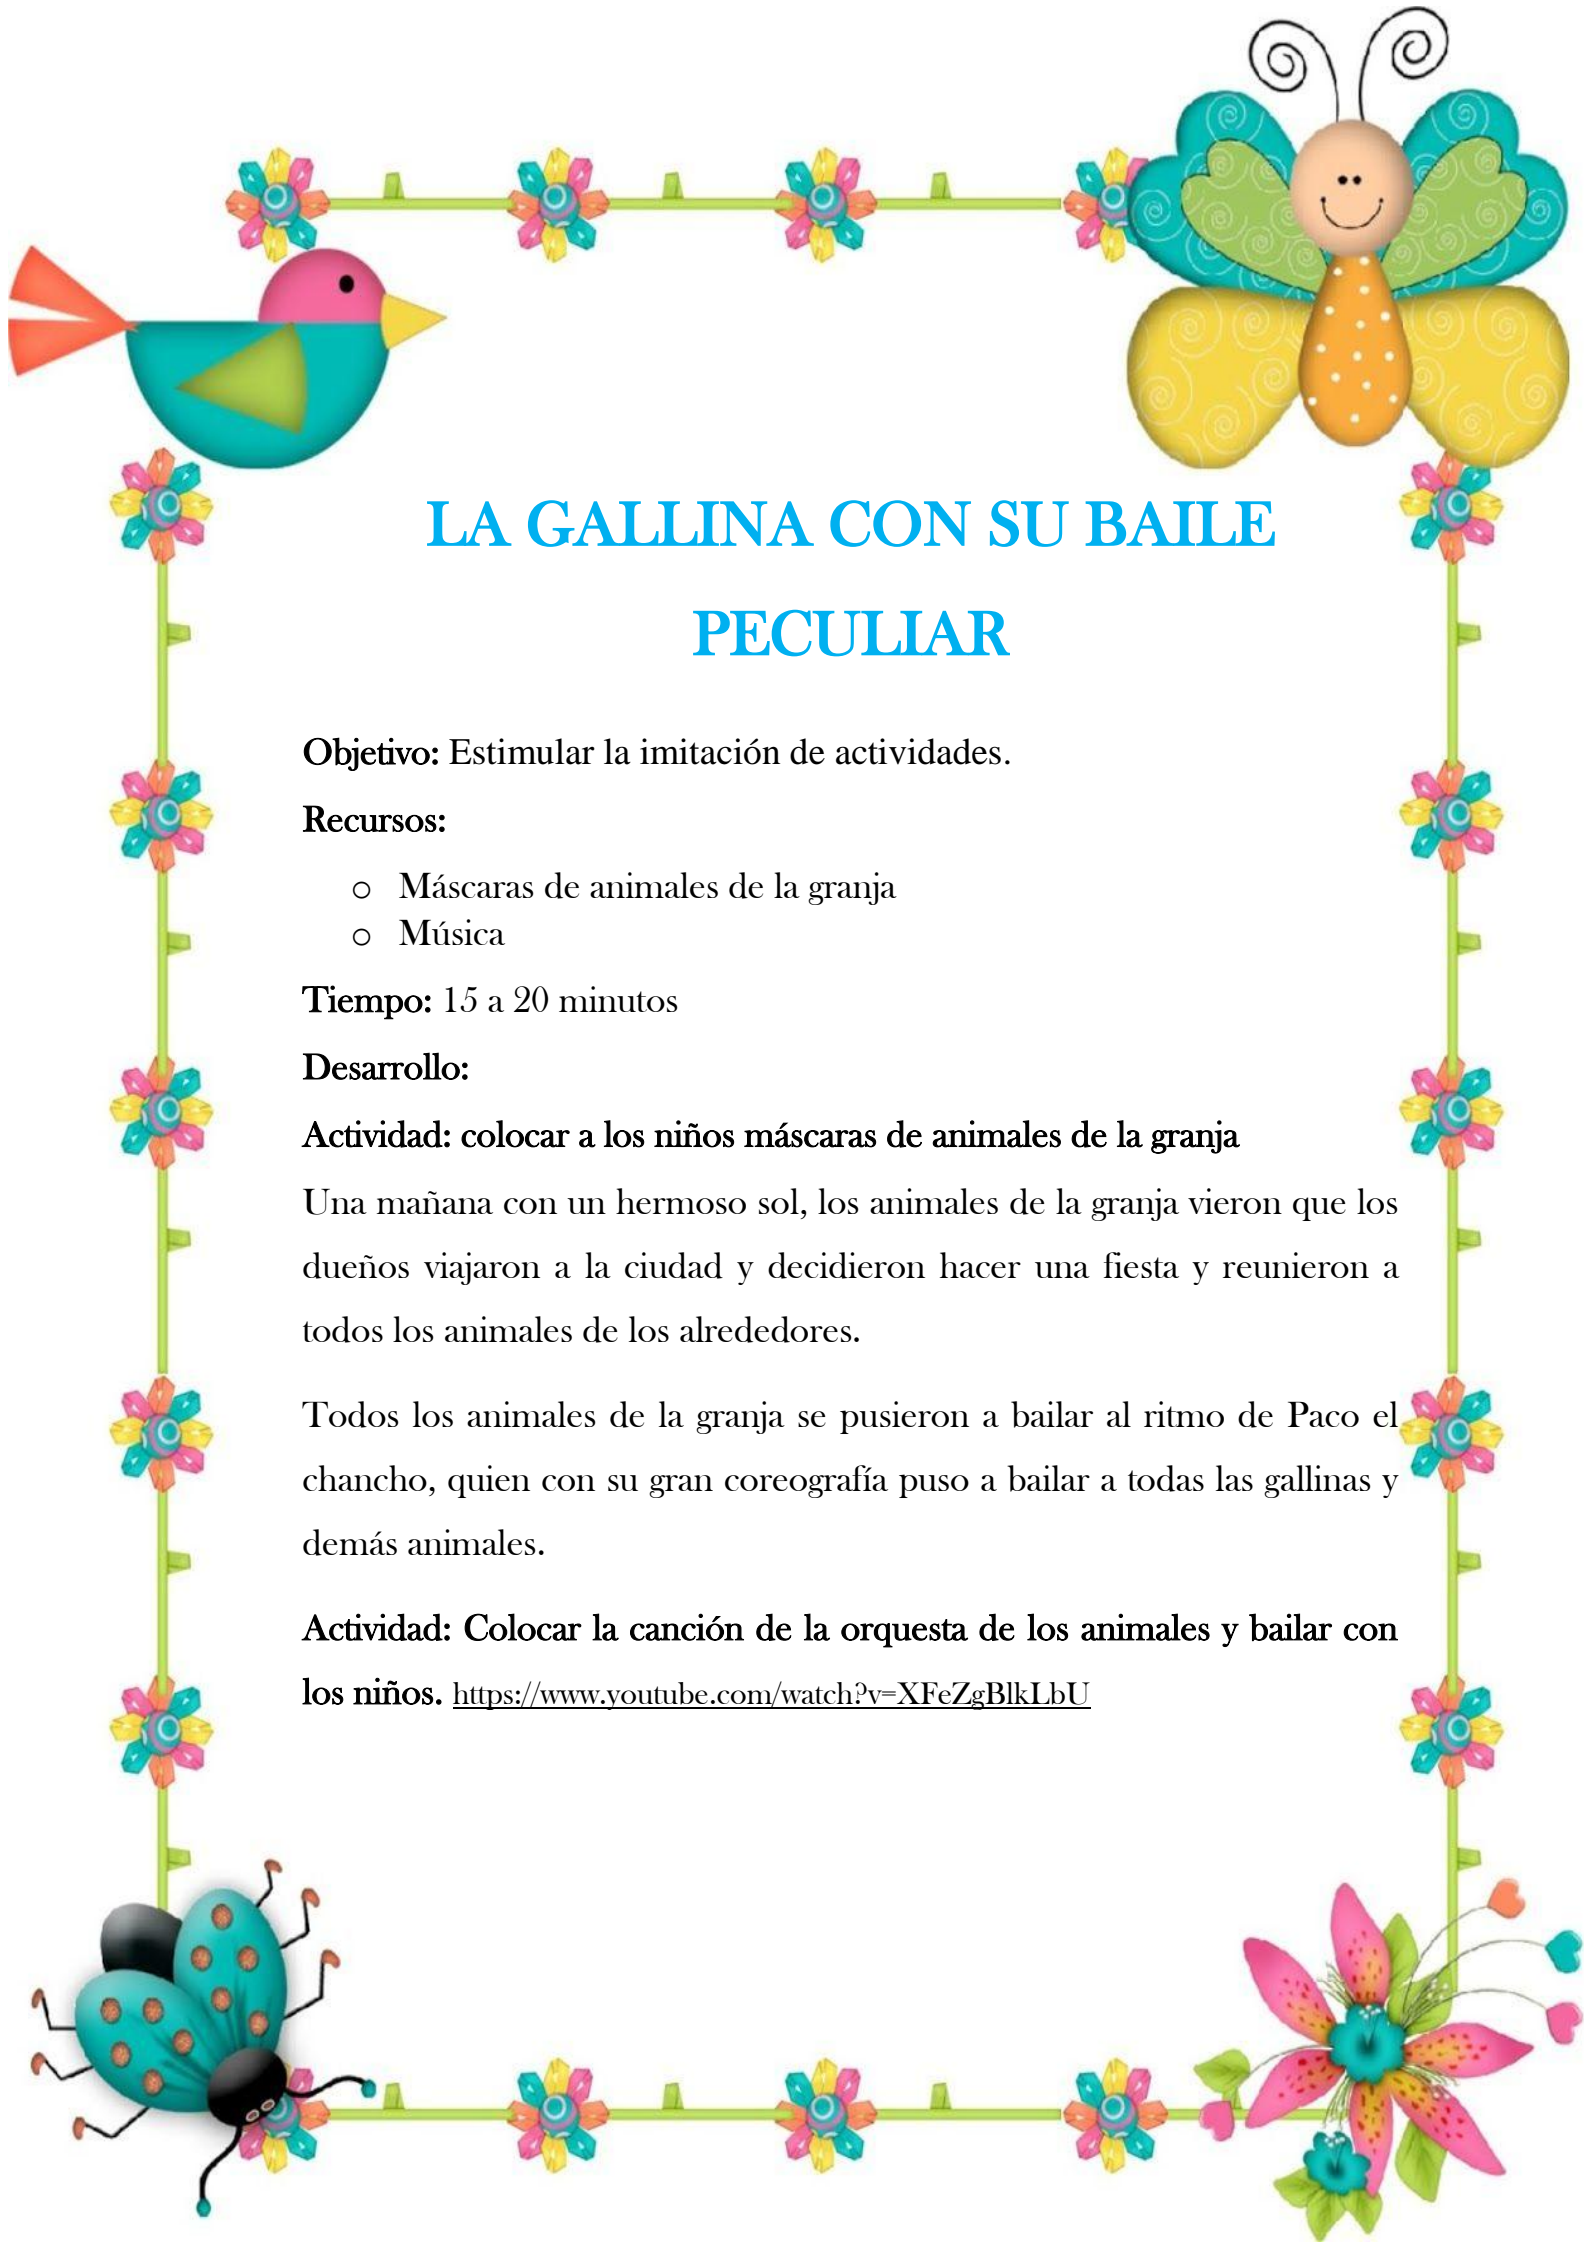 LA GALLINA CON SU BAILE
PECULIAR
Objetivo: Estimular la imitación de actividades.
Recursos:
o Máscaras de animales de la granja
o Música
Tiempo: 15 a 20 minutos
Desarrollo:
Actividad: colocar a los niños máscaras de animales de la granja
Una mañana con un hermoso sol, los animales de la granja vieron que los
dueños viajaron a la ciudad y decidieron hacer una fiesta y reunieron a
todos los animales de los alrededores.
Todos los animales de la granja se pusieron a bailar al ritmo de Paco el
chancho, quien con su gran coreografía puso a bailar a todas las gallinas y
demás animales.
Actividad: Colocar la canción de la orquesta de los animales y bailar con
los niños. https://www.youtube.com/watch?v=XFeZgBlkLbU